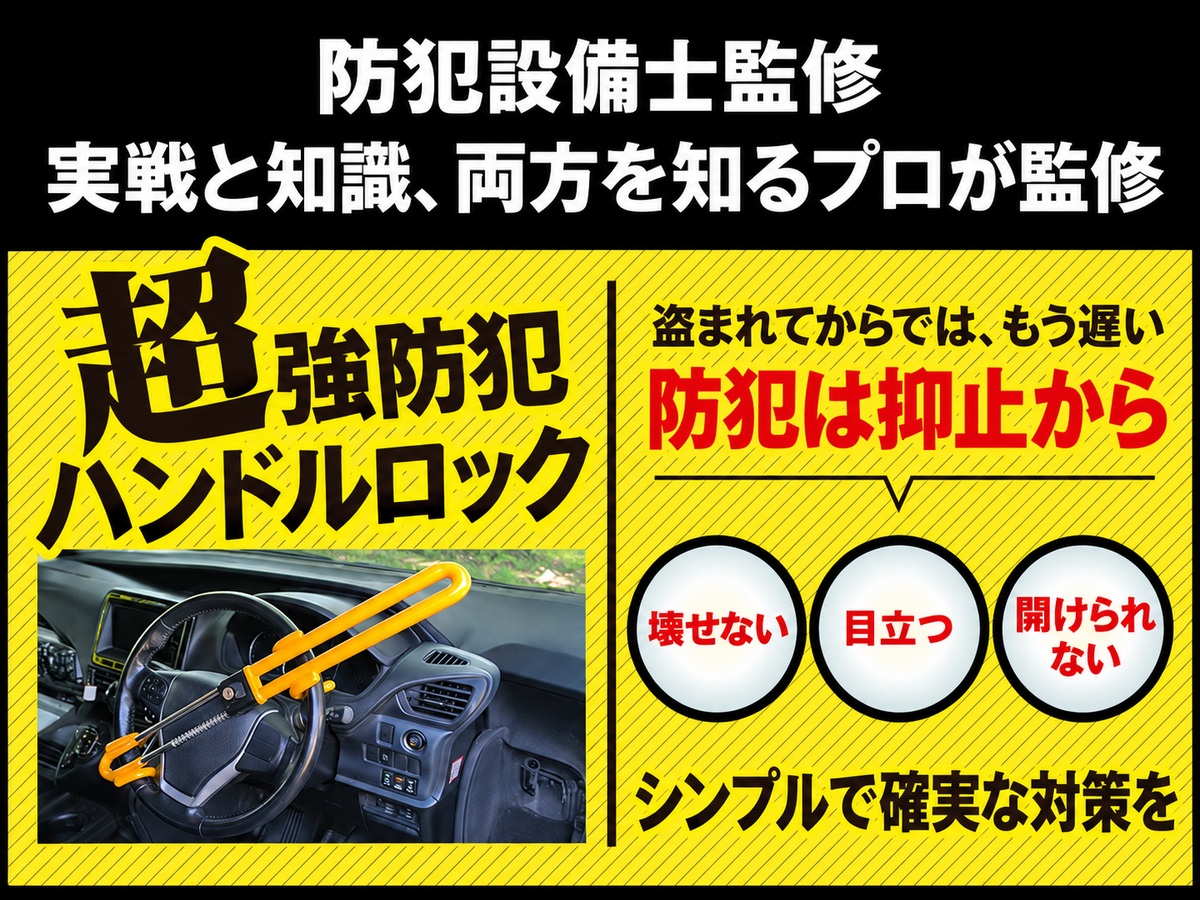 防犯設備士監修
実戦と知識、両方を知るプロが監修
超強防犯
ハンドルロック
盗まれてからでは、もう遅い
防犯は抑止から
壊せない
目立つ
開けられ
ない
シンプルで確実な対策を